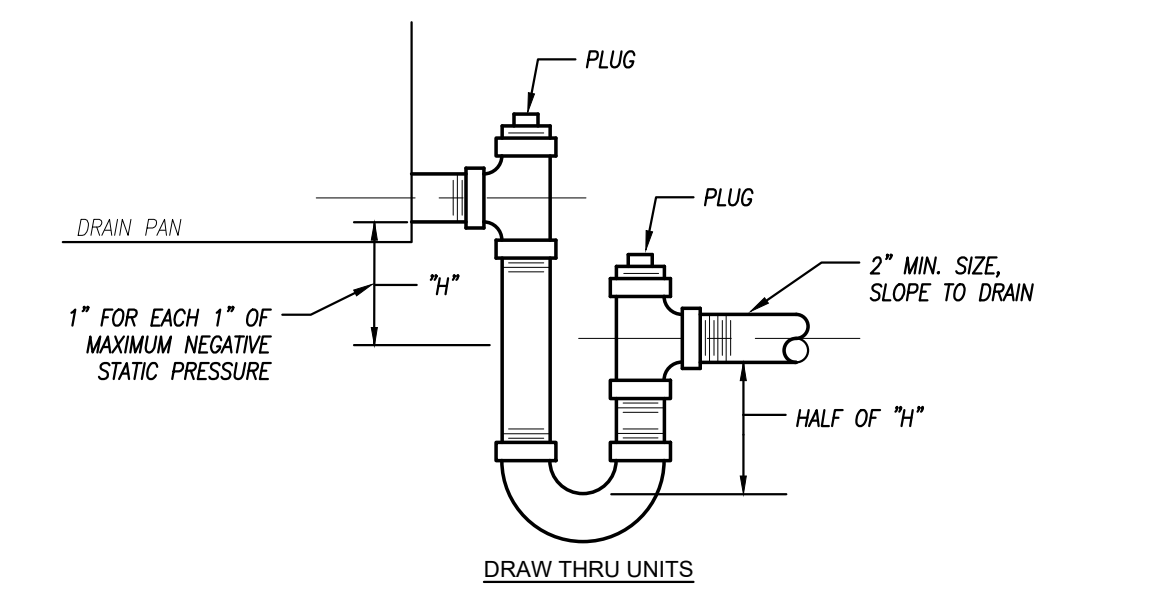 PLUG
PLUG
DRAIN PAN
"H"
2" MIN. SIZE,
SLOPE TO DRAIN
1" FOR EACH 1" OF
MAXIMUM NEGATIVE
STATIC PRESSURE
HALF OF "H"
DRAW THRU UNITS